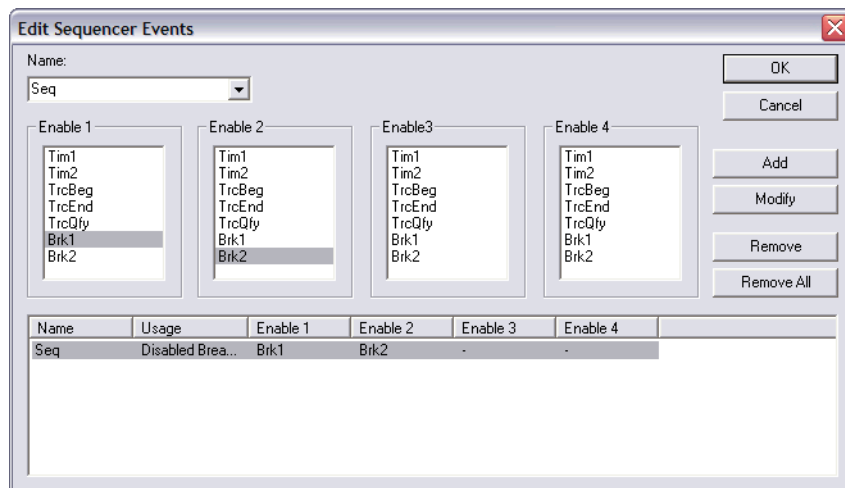 Edit Sequencer Events
Name:
Seq
OK
Cancel
Enable 1
Tim1
Tim2
TrcBeg
TrcEnd
TrcQfy
Brk1
Brk2
Enable 2
Tim1
Tim2
TrcBeg
TrcEnd
TrcQfy
Brk1
Brk2
Enable3
Tim1
Tim2
TrcBeg
TrcEnd
TrcQfy
Brk1
Brk2
Enable 4
Tim1
Tim2
TrcBeg
TrcEnd
TrcQfy
Brk1
Brk2
Add
Modify
Remove
Remove All
Name Usage Enable 1 Enable 2 Enable 3 Enable 4
Seq Disabled Brea... Brk1 Brk2 - -